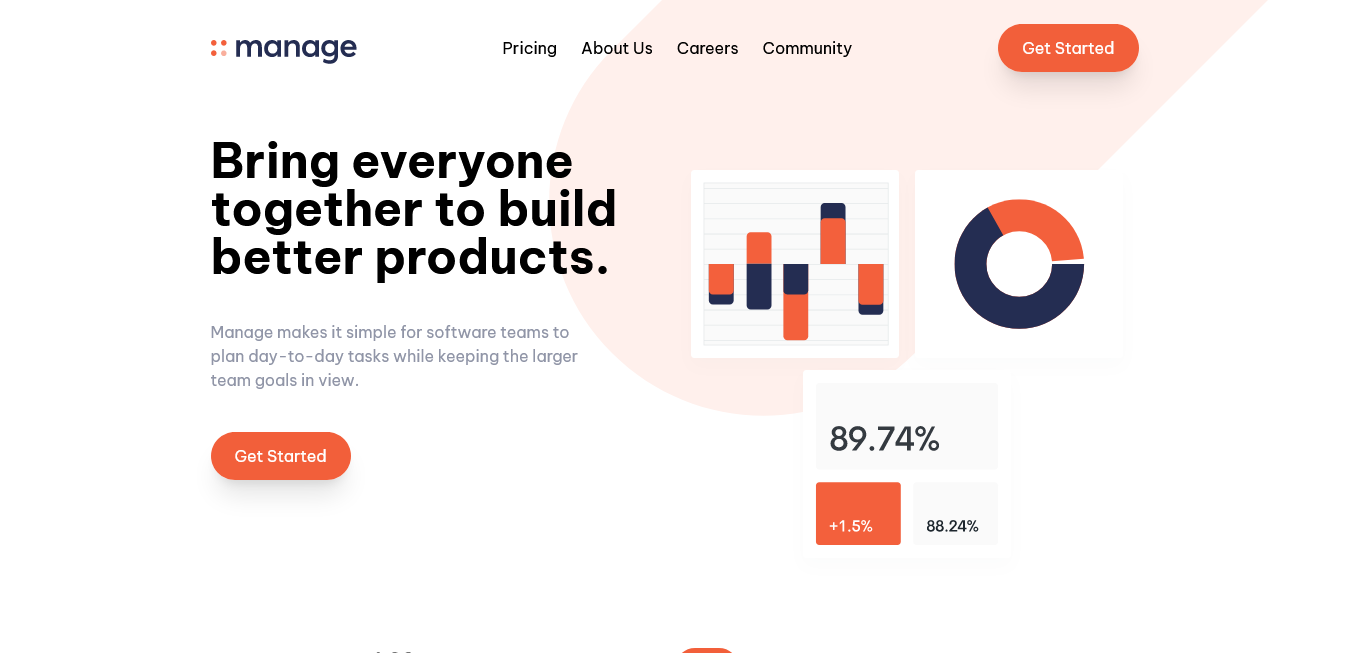 manage
Pricing
About Us
Careers
Community
Get Started
Bring everyone
together to build
better products.
Manage makes it simple for software teams to
plan day-to-day tasks while keeping the larger
team goals in view.
Get Started
89.74%
+1.5%
88.24%